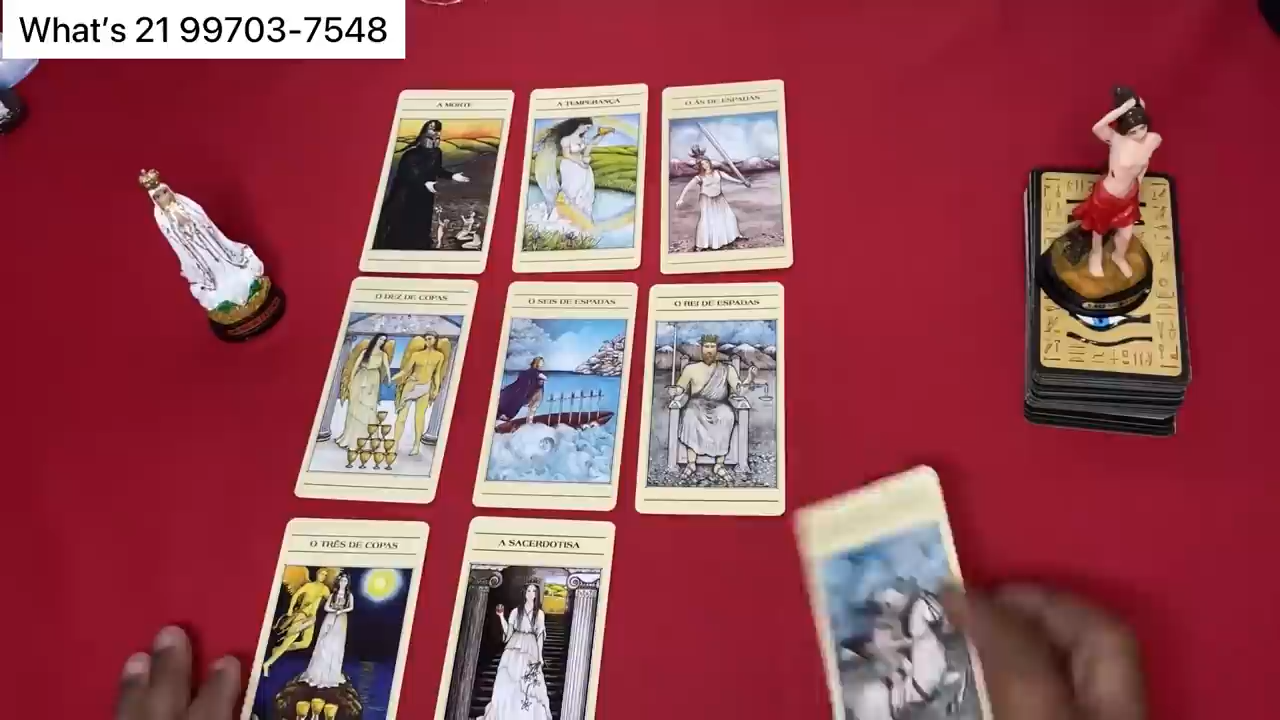 What's 21 99703-7548
A MORTE
A TEMPERANÇA
O ÁS DE ESPADAS
O DEZ DE COPAS
O SEIS DE ESPADAS
O REI DE ESPADAS
O TRÊS DE COPAS
A SACERDOTISA